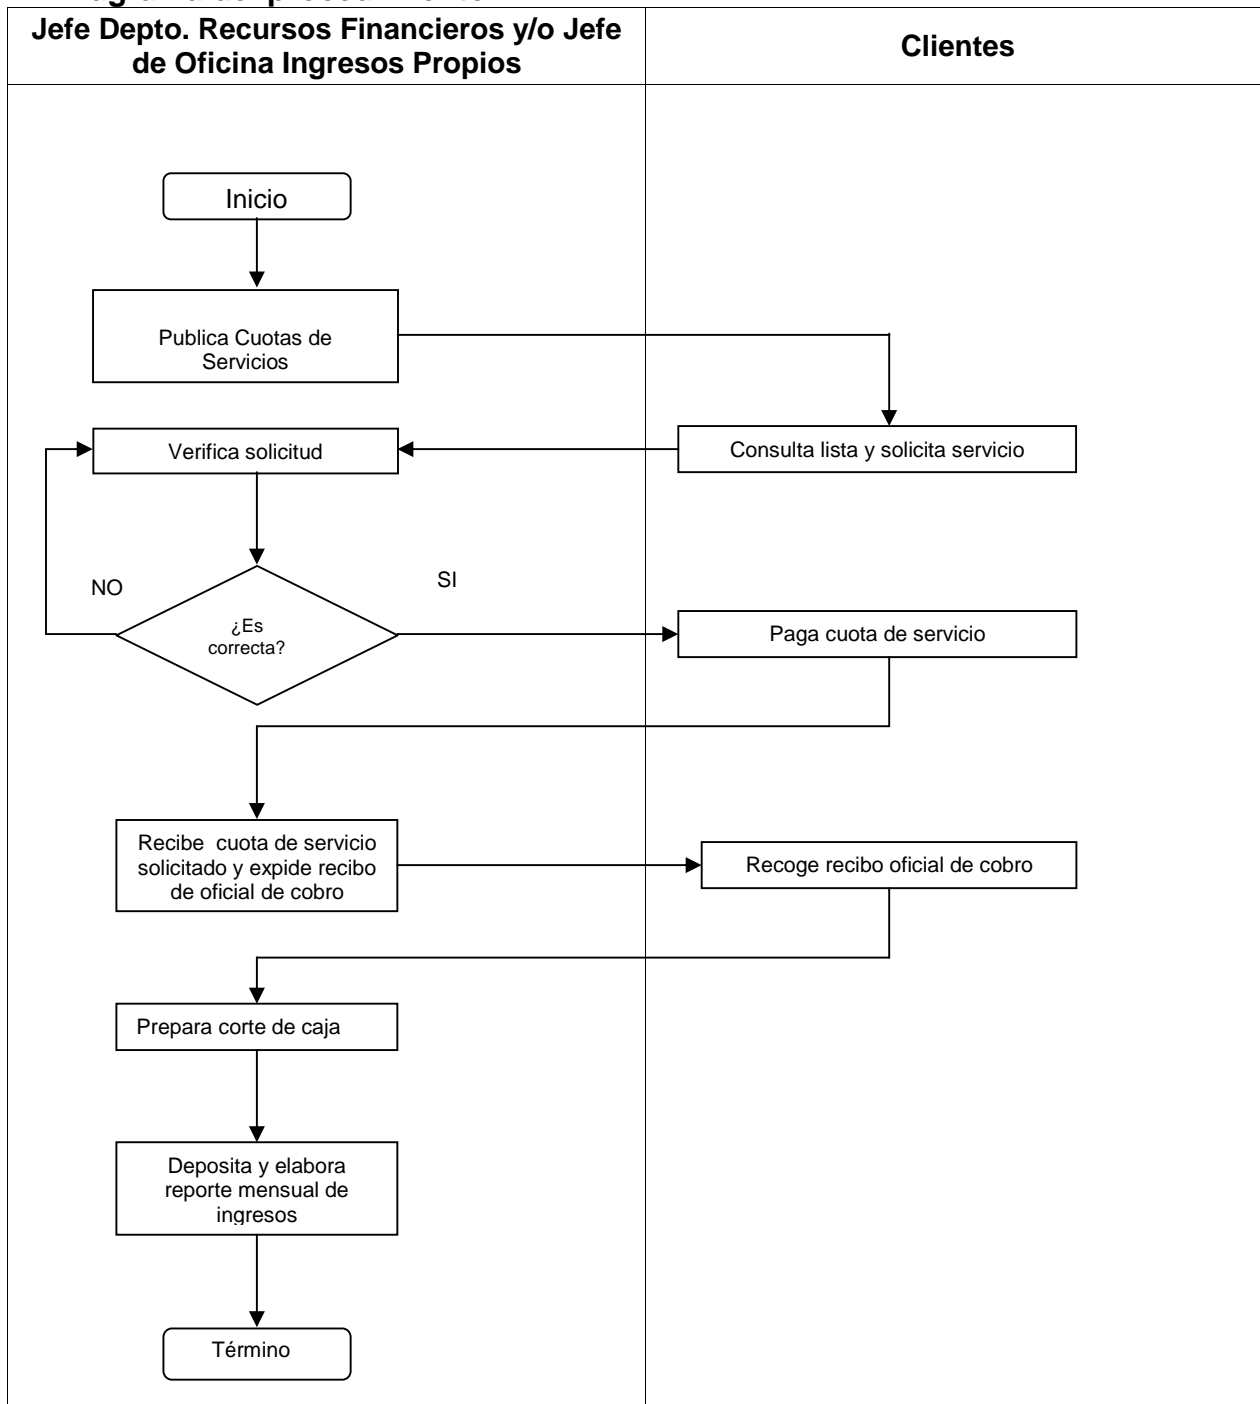 Jefe Depto. Recursos Financieros y/o Jefe
de Oficina Ingresos Propios
Clientes
Inicio
Publica Cuotas de
Servicios
Verifica solicitud
Consulta lista y solicita servicio
NO
SI
¿Es
correcta?
Paga cuota de servicio
Recibe cuota de servicio
solicitado y expide recibo
de oficial de cobro
Recoge recibo oficial de cobro
Prepara corte de caja
Deposita y elabora
reporte mensual de
ingresos
Término